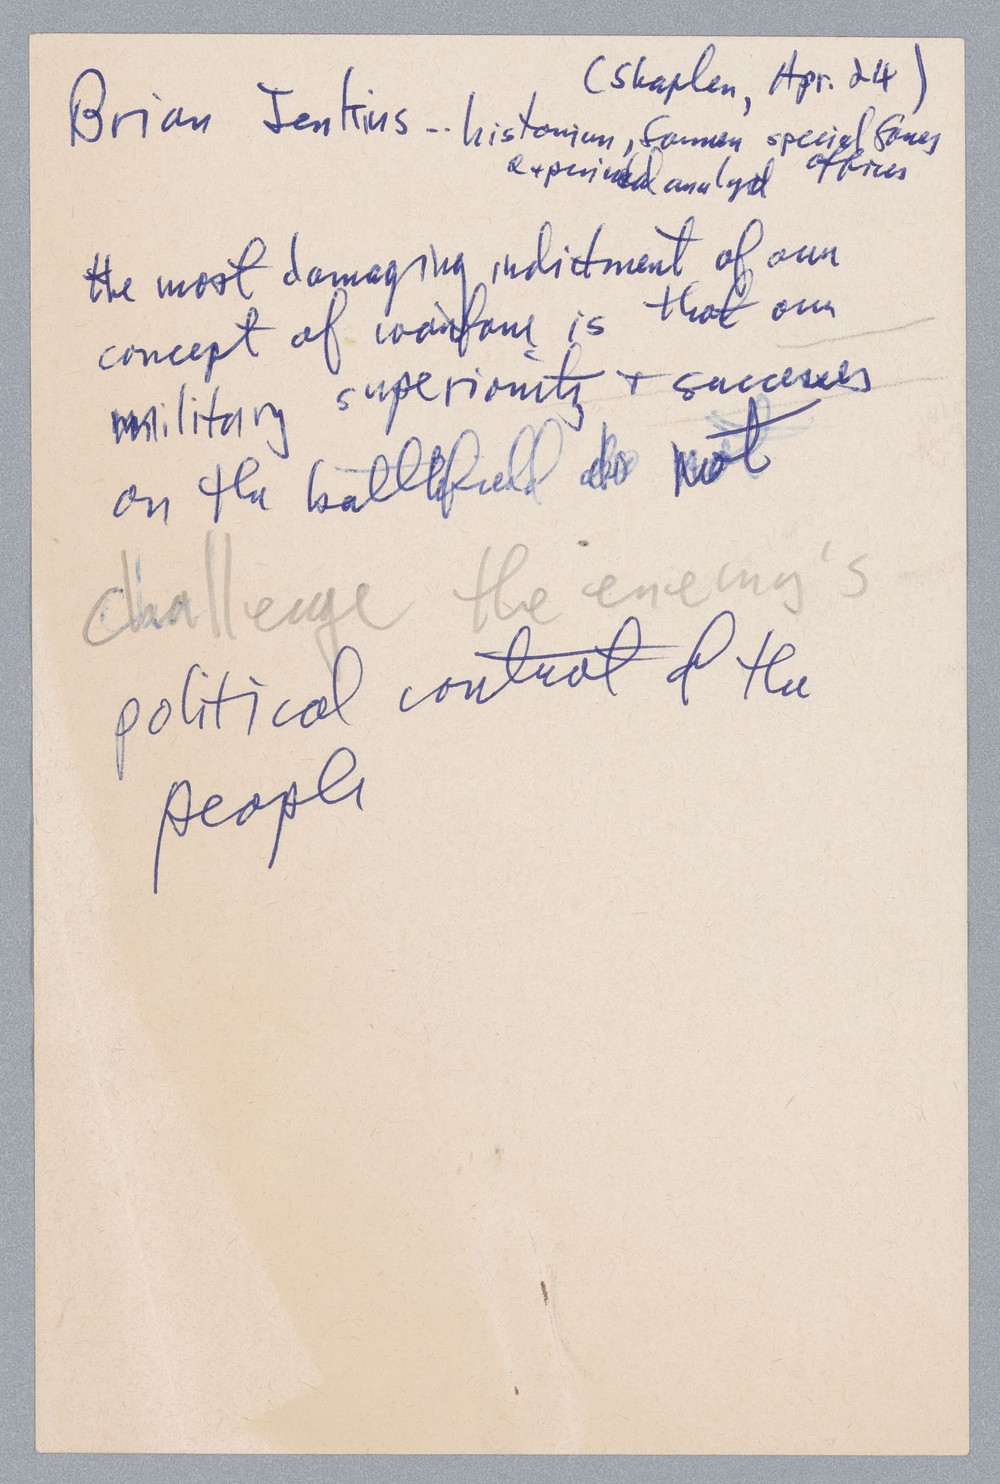 (Shaplen, Apr. 24)
Brian Jenkins -- historian, former special forces
experienced analyst officer
the most damaging indictment of our
concept of warfare is that our
military superiority + successes
on the battlefield do not
challenge the enemy's
political control of the
people